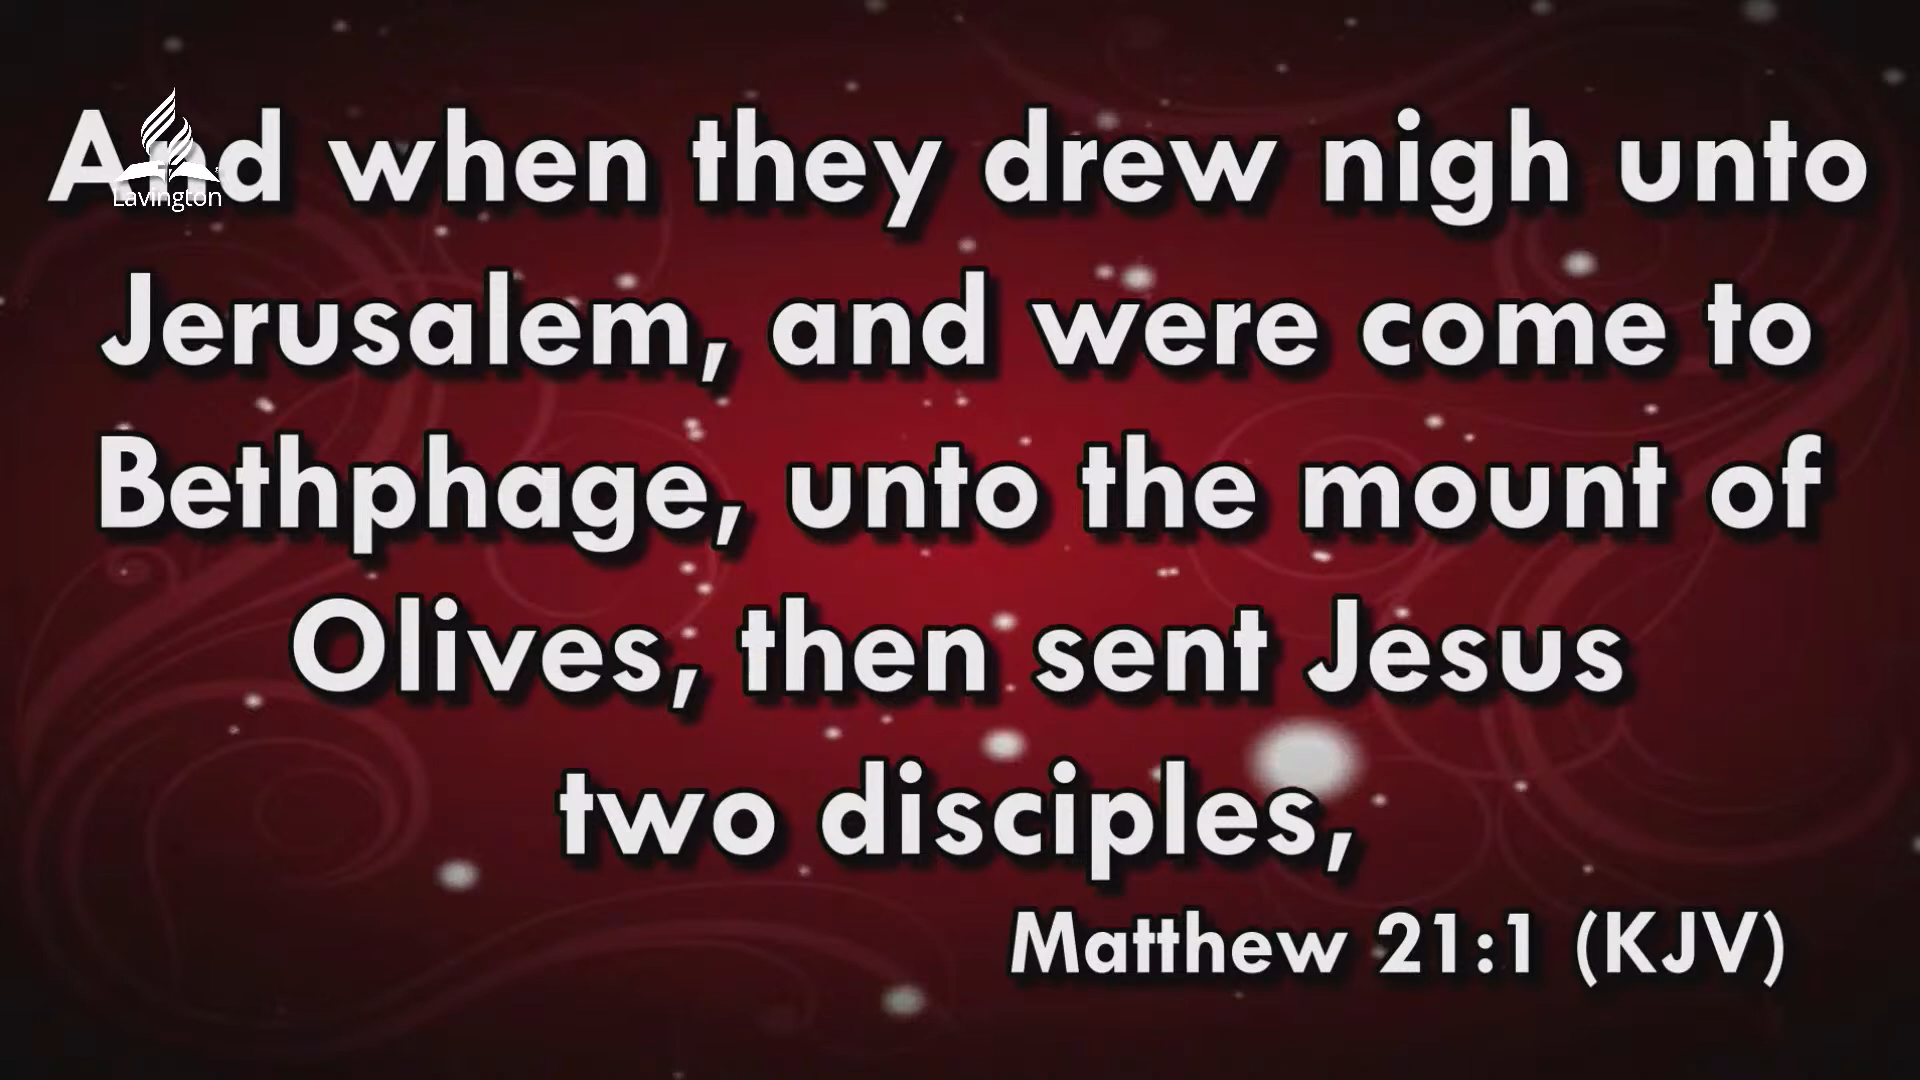 And when they drew nigh unto
Lavington
Jerusalem, and were come to
Bethphage, unto the mount of
Olives, then sent Jesus
two disciples,
Matthew 21:1 (KJV)